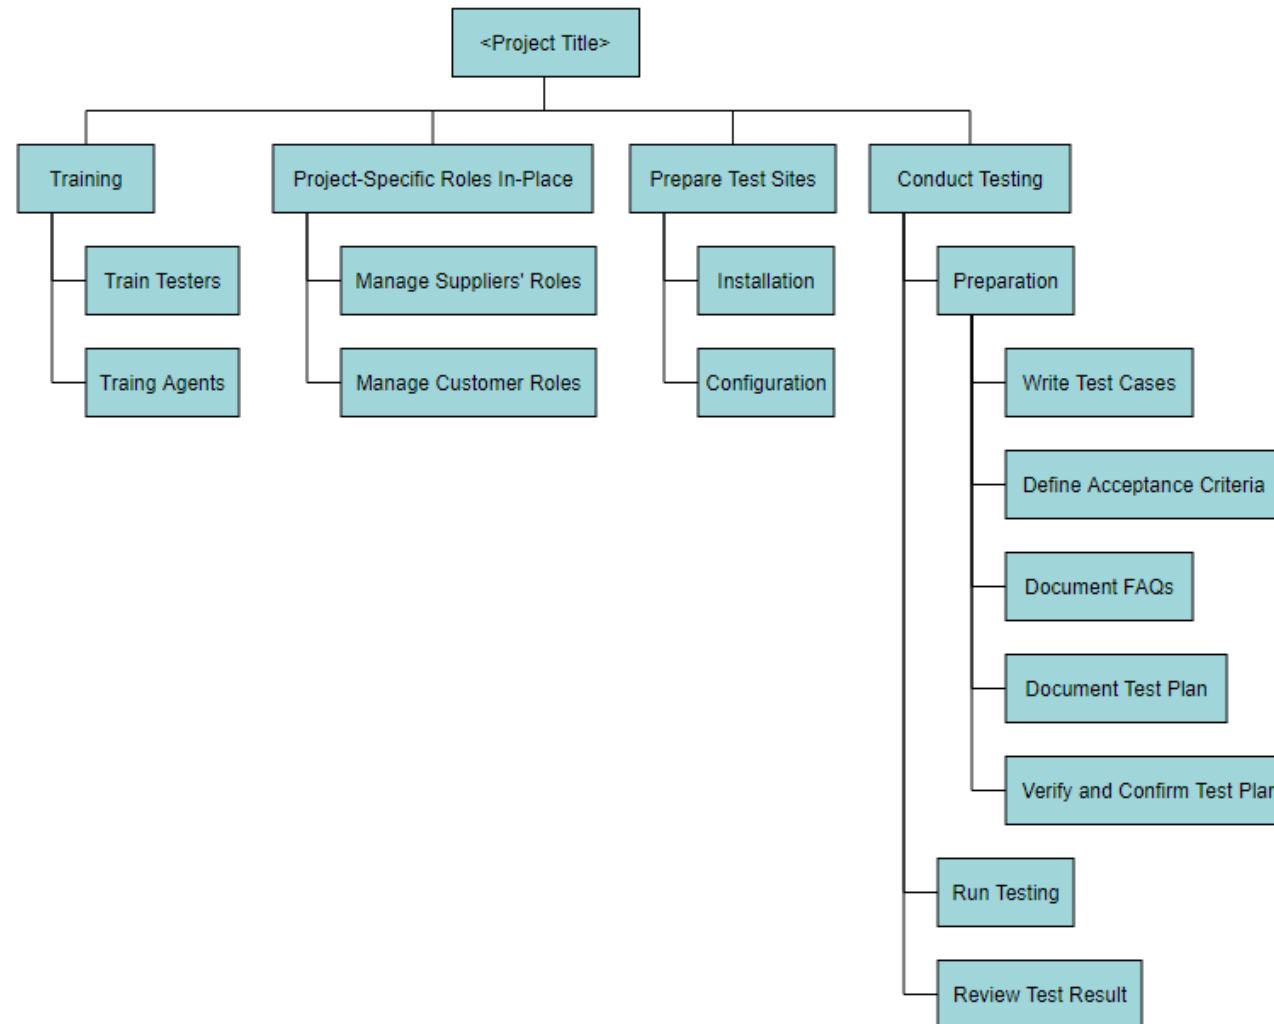 <Project Title>
Training
Project-Specific Roles In-Place
Prepare Test Sites
Conduct Testing
Train Testers
Manage Suppliers' Roles
Installation
Preparation
Traing Agents
Manage Customer Roles
Configuration
Write Test Cases
Define Acceptance Criteria
Document FAQs
Document Test Plan
Verify and Confirm Test Plan
Run Testing
Review Test Result